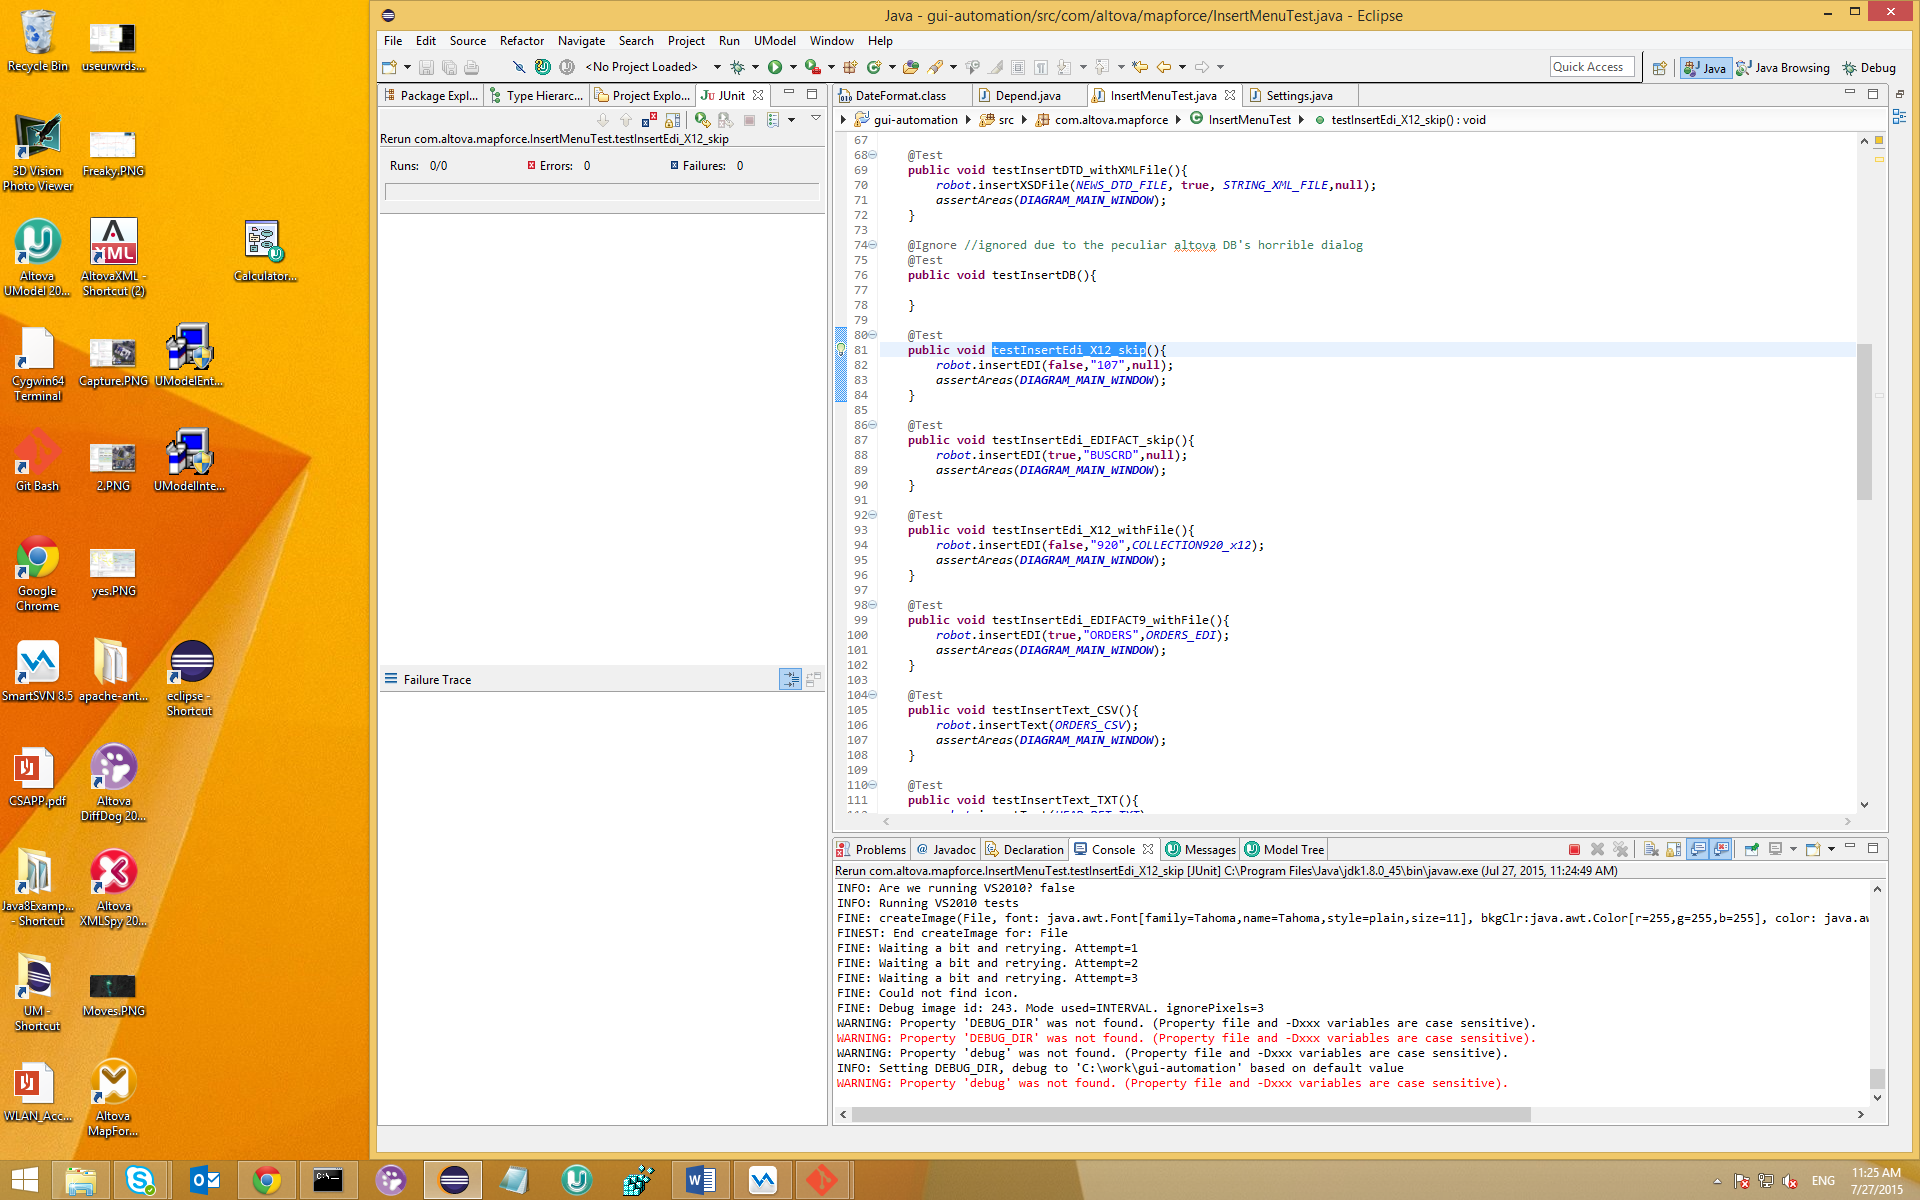 Java - gui-automation/src/com/altova/mapforce/InsertMenuTest.java - Eclipse
File Edit Source Refactor Navigate Search Project Run UModel Window Help
<No Project Loaded>
Quick Access
Java
Java Browsing
Debug
Package Expl...
Type Hierarc...
Project Explo...
JUnit
Rerun com.altova.mapforce.InsertMenuTest.testInsertEdi_X12_skip
Runs: 0/0
Errors: 0
Failures: 0
Failure Trace
DateFormat.class
Depend.java
InsertMenuTest.java
Settings.java
gui-automation
src
com.altova.mapforce
InsertMenuTest
testInsertEdi_X12_skip() : void
67
68 @Test
69 public void testInsertDTD_withXMLFile(){
70 robot.insertXSDFile(NEWS_DTD_FILE, true, STRING_XML_FILE,null);
71 assertAreas(DIAGRAM_MAIN_WINDOW);
72 }
73
74 @Ignore //ignored due to the peculiar altova DB's horrible dialog
75 @Test
76 public void testInsertDB(){
77
78 }
79
80 @Test
81 public void testInsertEdi_X12_skip(){
82 robot.insertEDI(false,"107",null);
83 assertAreas(DIAGRAM_MAIN_WINDOW);
84 }
85
86 @Test
87 public void testInsertEdi_EDIFACT_skip(){
88 robot.insertEDI(true,"BUSCRD",null);
89 assertAreas(DIAGRAM_MAIN_WINDOW);
90 }
91
92 @Test
93 public void testInsertEdi_X12_withFile(){
94 robot.insertEDI(false,"920",COLLECTION920_x12);
95 assertAreas(DIAGRAM_MAIN_WINDOW);
96 }
97
98 @Test
99 public void testInsertEdi_EDIFACT9_withFile(){
100 robot.insertEDI(true,"ORDERS",ORDERS_EDI);
101 assertAreas(DIAGRAM_MAIN_WINDOW);
102 }
103
104 @Test
105 public void testInsertText_CSV(){
106 robot.insertText(ORDERS_CSV);
107 assertAreas(DIAGRAM_MAIN_WINDOW);
108 }
109
110 @Test
111 public void testInsertText_TXT(){
Problems
@ Javadoc
Declaration
Console
Messages
Model Tree
Rerun com.altova.mapforce.InsertMenuTest.testInsertEdi_X12_skip [JUnit] C:\Program Files\Java\jdk1.8.0_45\bin\javaw.exe (Jul 27, 2015, 11:24:49 AM)
INFO: Are we running VS2010? false
INFO: Running VS2010 tests
FINE: createImage(File, font: java.awt.Font[family=Tahoma,name=Tahoma,style=plain,size=11], bkgClr:java.awt.Color[r=255,g=255,b=255], color: java.aw
FINEST: End createImage for: File
FINE: Waiting a bit and retrying. Attempt=1
FINE: Waiting a bit and retrying. Attempt=2
FINE: Waiting a bit and retrying. Attempt=3
FINE: Could not find icon.
FINE: Debug image id: 243. Mode used=INTERVAL. ignorePixels=3
WARNING: Property 'DEBUG_DIR' was not found. (Property file and -Dxxx variables are case sensitive).
WARNING: Property 'DEBUG_DIR' was not found. (Property file and -Dxxx variables are case sensitive).
WARNING: Property 'debug' was not found. (Property file and -Dxxx variables are case sensitive).
INFO: Setting DEBUG_DIR, debug to 'C:\work\gui-automation' based on default value
WARNING: Property 'debug' was not found. (Property file and -Dxxx variables are case sensitive).
Recycle Bin
useurwrds...
3D Vision
Photo Viewer
Freaky.PNG
Altova
UModel 20...
AltovaXML -
Shortcut (2)
Calculator...
Cygwin64
Terminal
Capture.PNG
UModelEnt...
Git Bash
2.PNG
UModelInte...
Google
Chrome
yes.PNG
SmartSVN 8.5
apache-ant...
eclipse -
Shortcut
CSAPP.pdf
Altova
DiffDog 20...
Java8Examp...
- Shortcut
Altova
XMLSpy 20...
UM -
Shortcut
Moves.PNG
WLAN_Acc...
Altova
MapFor...
ENG
11:25 AM
7/27/2015